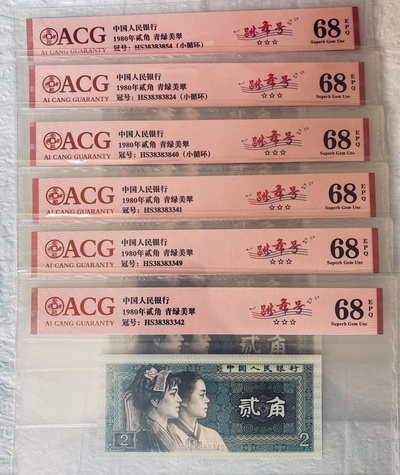 ACG
AI CANG GUARANTY
中国人民银行
1980年贰角 青绿美翠
冠号：HS38383854（小循环）
跳舞号
☆☆☆
68 EPQ
Superb Gem Unc
ACG
AI CANG GUARANTY
中国人民银行
1980年贰角 青绿美翠
冠号：HS38383824（小循环）
跳舞号
☆☆☆
68 EPQ
Superb Gem Unc
ACG
AI CANG GUARANTY
中国人民银行
1980年贰角 青绿美翠
冠号：HS38383840（小循环）
跳舞号
☆☆☆
68 EPQ
Superb Gem Unc
ACG
AI CANG GUARANTY
中国人民银行
1980年贰角 青绿美翠
冠号：HS38383341
跳舞号
☆☆☆
68 EPQ
Superb Gem Unc
ACG
AI CANG GUARANTY
中国人民银行
1980年贰角 青绿美翠
冠号：HS38383349
跳舞号
☆☆☆
68 EPQ
Superb Gem Unc
ACG
AI CANG GUARANTY
中国人民银行
1980年贰角 青绿美翠
冠号：HS38383342
跳舞号
☆☆☆
68 EPQ
Superb Gem Unc
中国人民银行
贰角
2
2